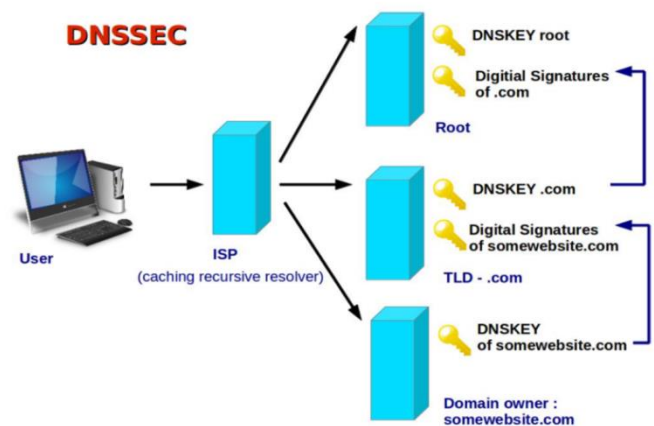 DNSSEC
DNSKEY root
Digitial Signatures
of .com
Root
DNSKEY .com
Digital Signatures
of somewebsite.com
TLD - .com
User
ISP
(caching recursive resolver)
DNSKEY
of somewebsite.com
Domain owner :
somewebsite.com